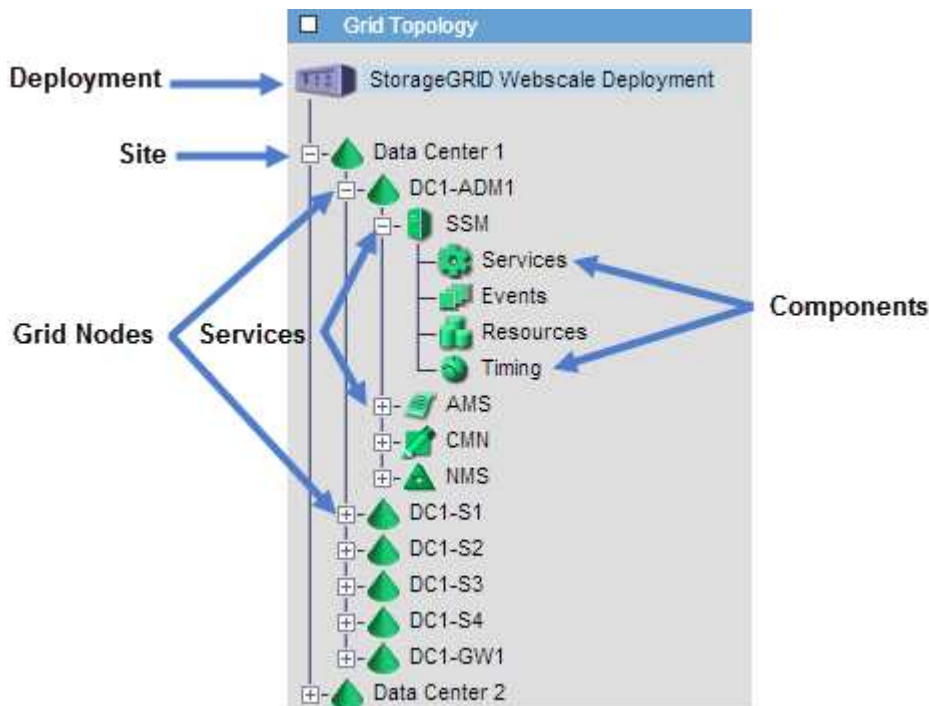 Grid Topology
Deployment
StorageGRID Webscale Deployment
Site
Data Center 1
DC1-ADM1
SSM
Services
Events
Components
Grid Nodes
Services
Resources
Timing
AMS
CMN
NMS
DC1-S1
DC1-S2
DC1-S3
DC1-S4
DC1-GW1
Data Center 2